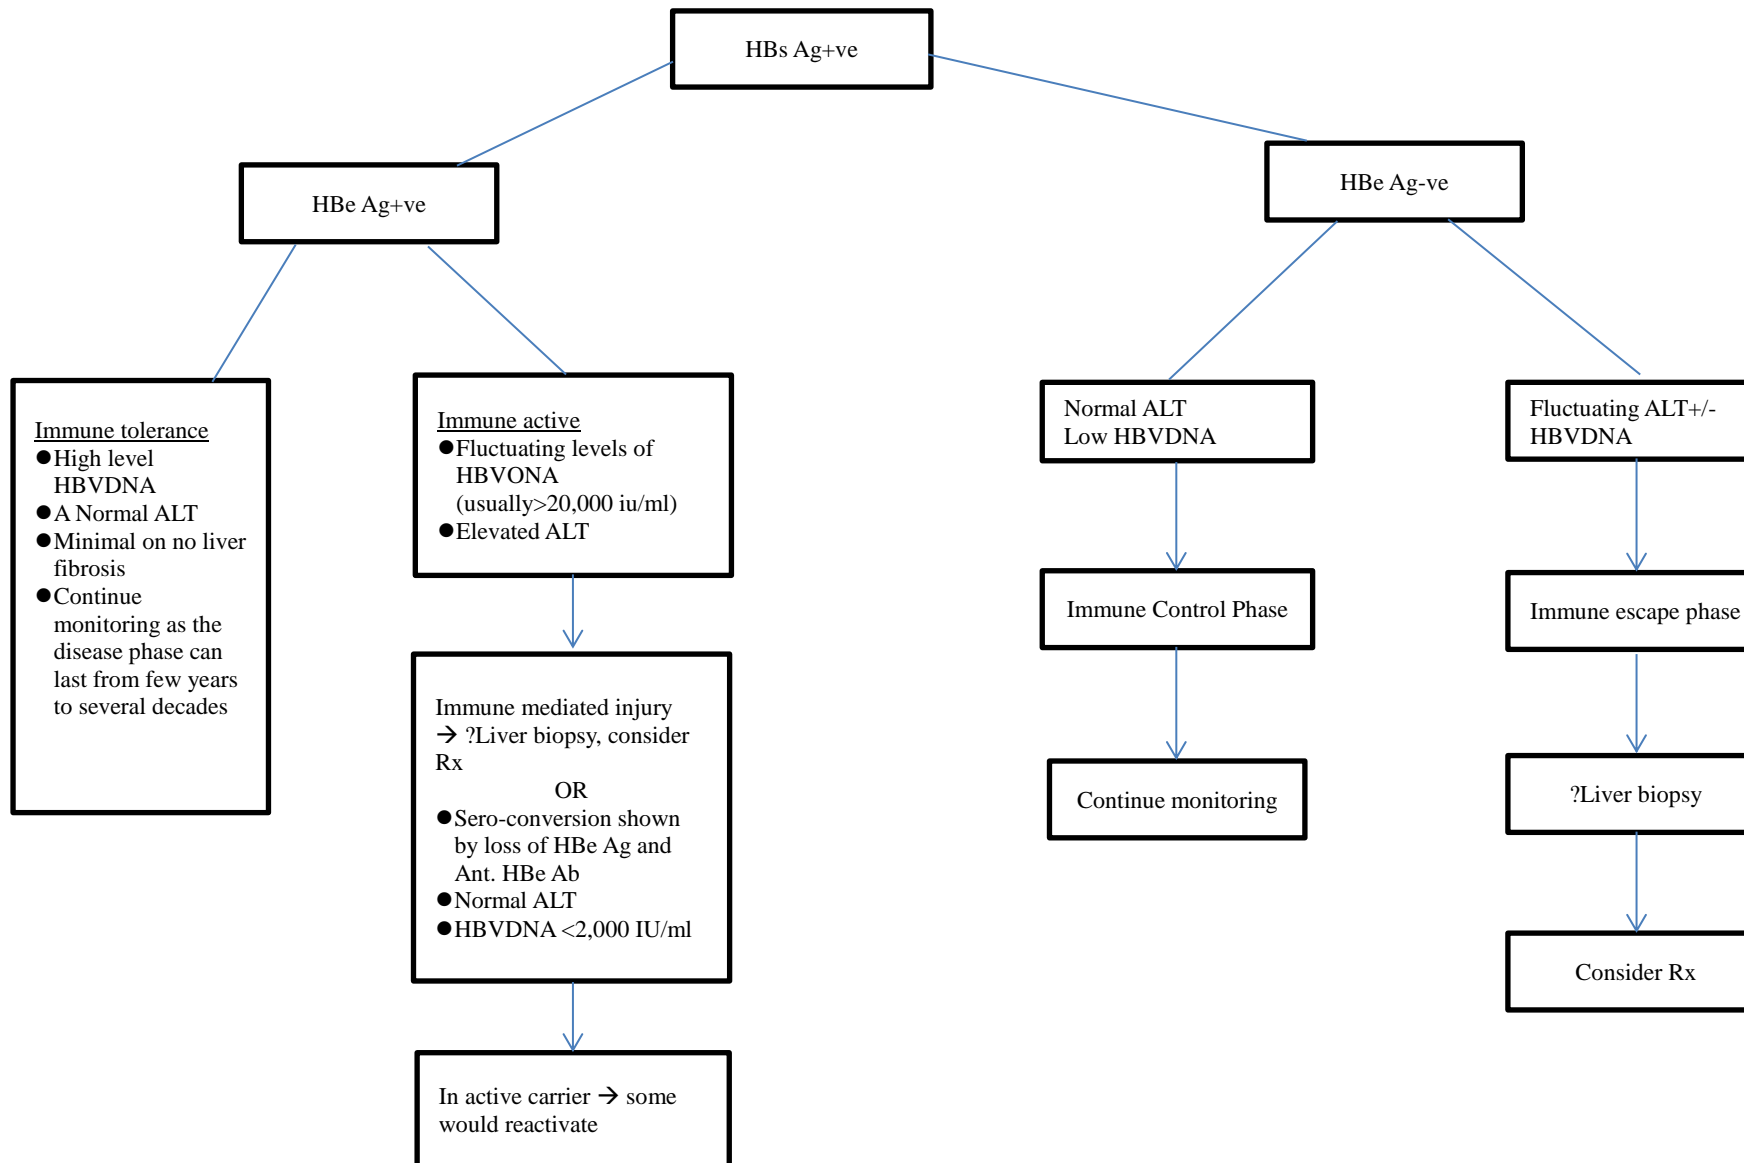 HBs Ag+ve
HBe Ag+ve
HBe Ag-ve
Immune tolerance
●High level
HBVDNA
●A Normal ALT
●Minimal on no liver
fibrosis
●Continue
monitoring as the
disease phase can
last from few years
to several decades
Immune active
●Fluctuating levels of
HBVONA
(usually>20,000 iu/ml)
●Elevated ALT
Immune mediated injury
→ ?Liver biopsy, consider
Rx
OR
●Sero-conversion shown
by loss of HBe Ag and
Ant. HBe Ab
●Normal ALT
●HBVDNA <2,000 IU/ml
In active carrier → some
would reactivate
Normal ALT
Low HBVDNA
Immune Control Phase
Continue monitoring
Fluctuating ALT+/-
HBVDNA
Immune escape phase
?Liver biopsy
Consider Rx